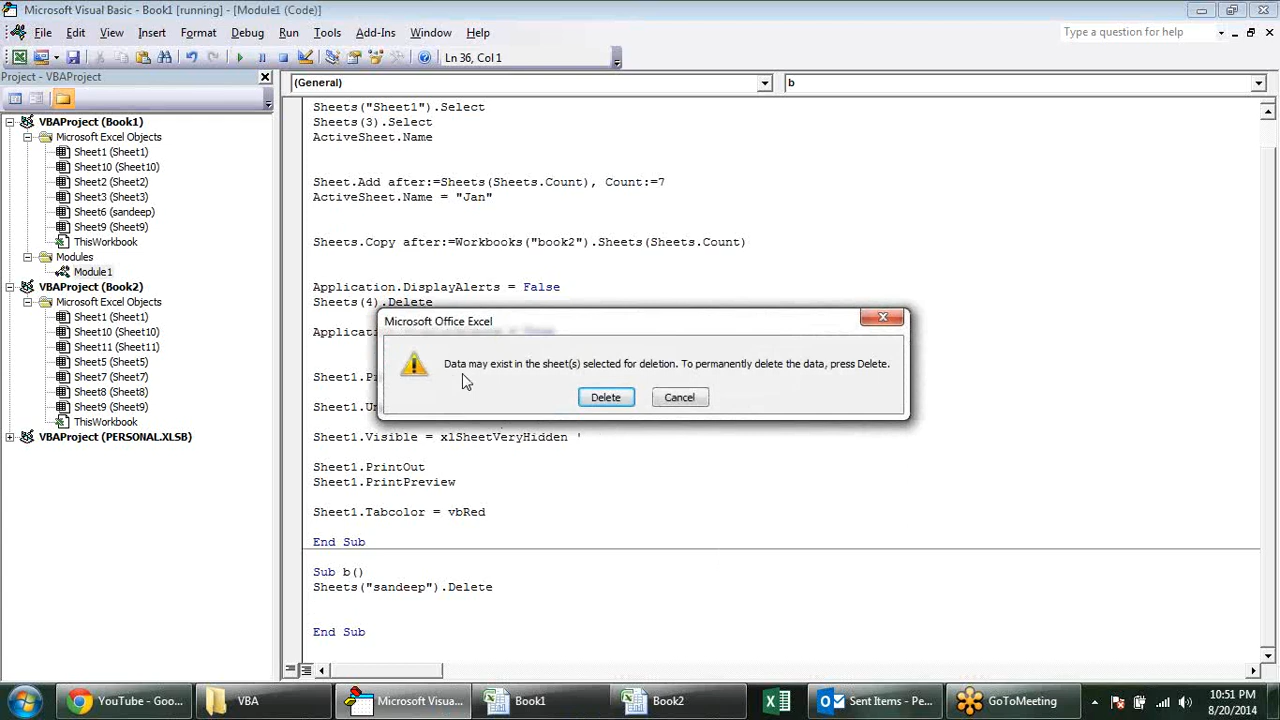 Microsoft Visual Basic - Book1 [running] - [Module1 (Code)]
File Edit View Insert Format Debug Run Tools Add-Ins Window Help
Type a question for help
Ln 36, Col 1
Project - VBAProject
(General)
b
VBAProject (Book1)
Microsoft Excel Objects
Sheet1 (Sheet1)
Sheet10 (Sheet10)
Sheet2 (Sheet2)
Sheet3 (Sheet3)
Sheet6 (sandeep)
Sheet9 (Sheet9)
ThisWorkbook
Modules
Module1
VBAProject (Book2)
Microsoft Excel Objects
Sheet1 (Sheet1)
Sheet10 (Sheet10)
Sheet11 (Sheet11)
Sheet5 (Sheet5)
Sheet7 (Sheet7)
Sheet8 (Sheet8)
Sheet9 (Sheet9)
ThisWorkbook
VBAProject (PERSONAL.XLSB)
Sheets("Sheet1").Select
Sheets(3).Select
ActiveSheet.Name
Sheet.Add after:=Sheets(Sheets.Count), Count:=7
ActiveSheet.Name = "Jan"
Sheets.Copy after:=Workbooks("book2").Sheets(Sheets.Count)
Application.DisplayAlerts = False
Sheets(4).Delete
Microsoft Office Excel
Data may exist in the sheet(s) selected for deletion. To permanently delete the data, press Delete.
Delete
Cancel
Sheet1.Visible = xlSheetVeryHidden '
Sheet1.PrintOut
Sheet1.PrintPreview
Sheet1.Tabcolor = vbRed
End Sub
Sub b()
Sheets("sandeep").Delete
End Sub
YouTube - Goo...
VBA
Microsoft Visua...
Book1
Book2
Sent Items - Pe...
GoToMeeting
10:51 PM
8/20/2014